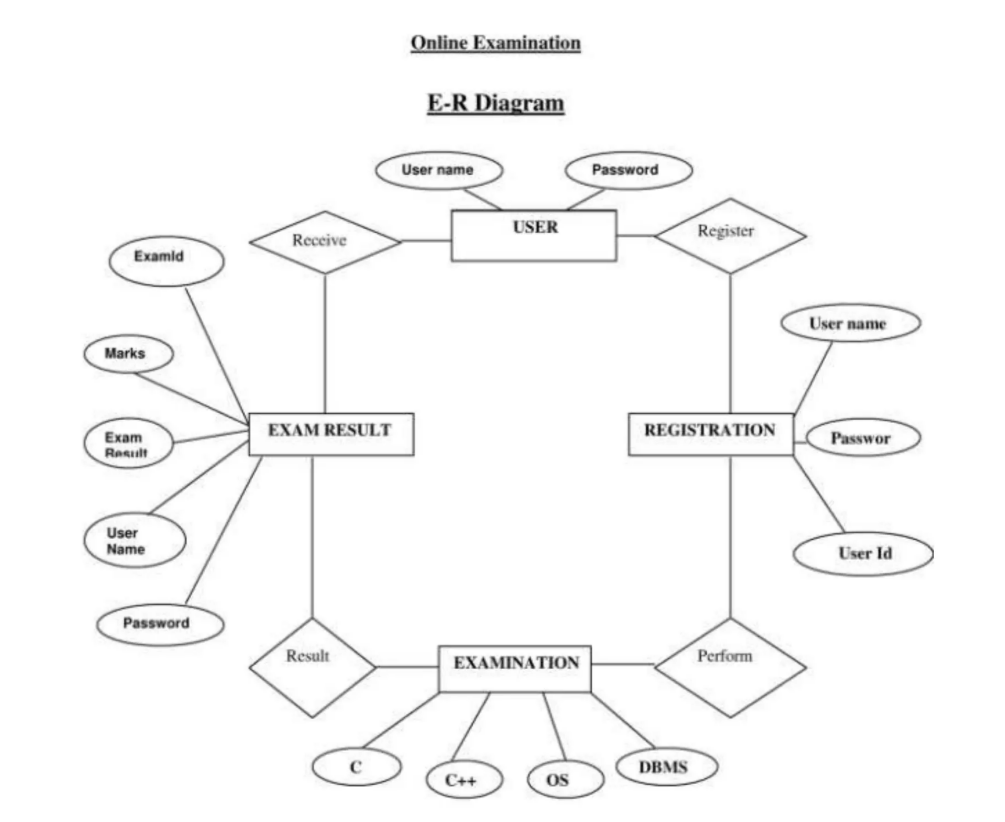 Online Examination
E-R Diagram
User name
Password
USER
Receive
Register
ExamId
User name
Marks
EXAM RESULT
REGISTRATION
Exam
Result
Passwor
User
Name
User Id
Password
Result
EXAMINATION
Perform
C
C++
OS
DBMS